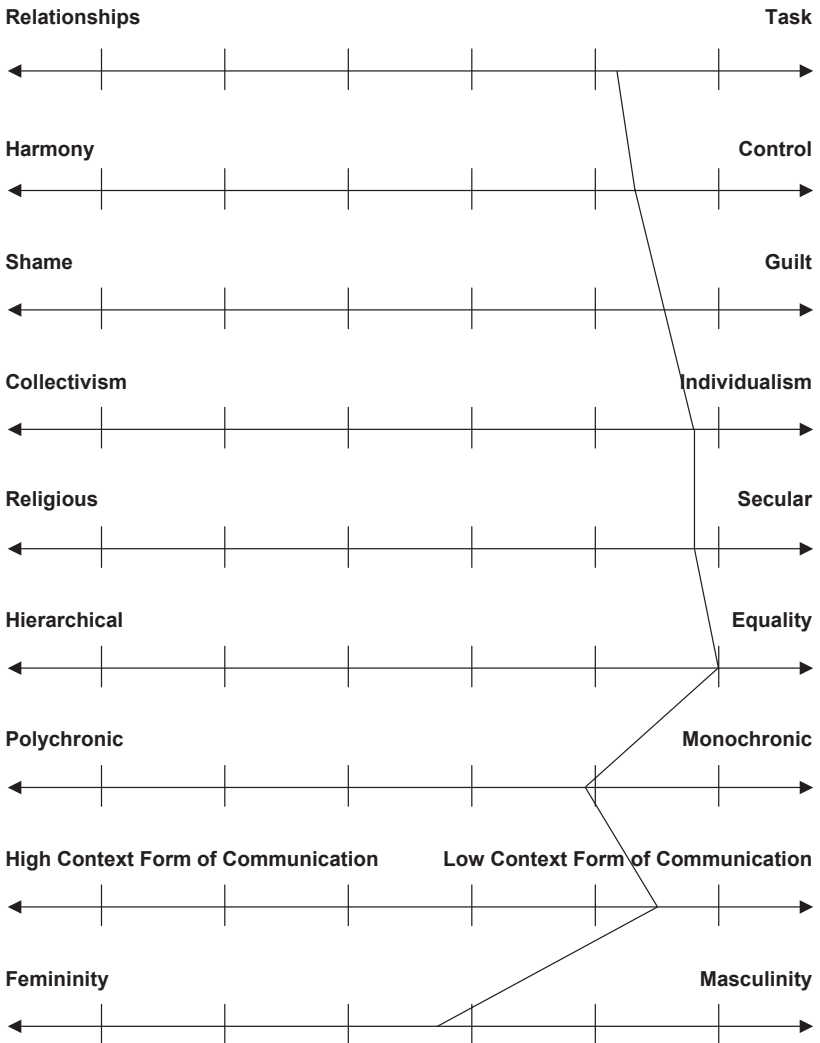 Relationships Task
Harmony Control
Shame Guilt
Collectivism Individualism
Religious Secular
Hierarchical Equality
Polychronic Monochronic
High Context Form of Communication Low Context Form of Communication
Femininity Masculinity